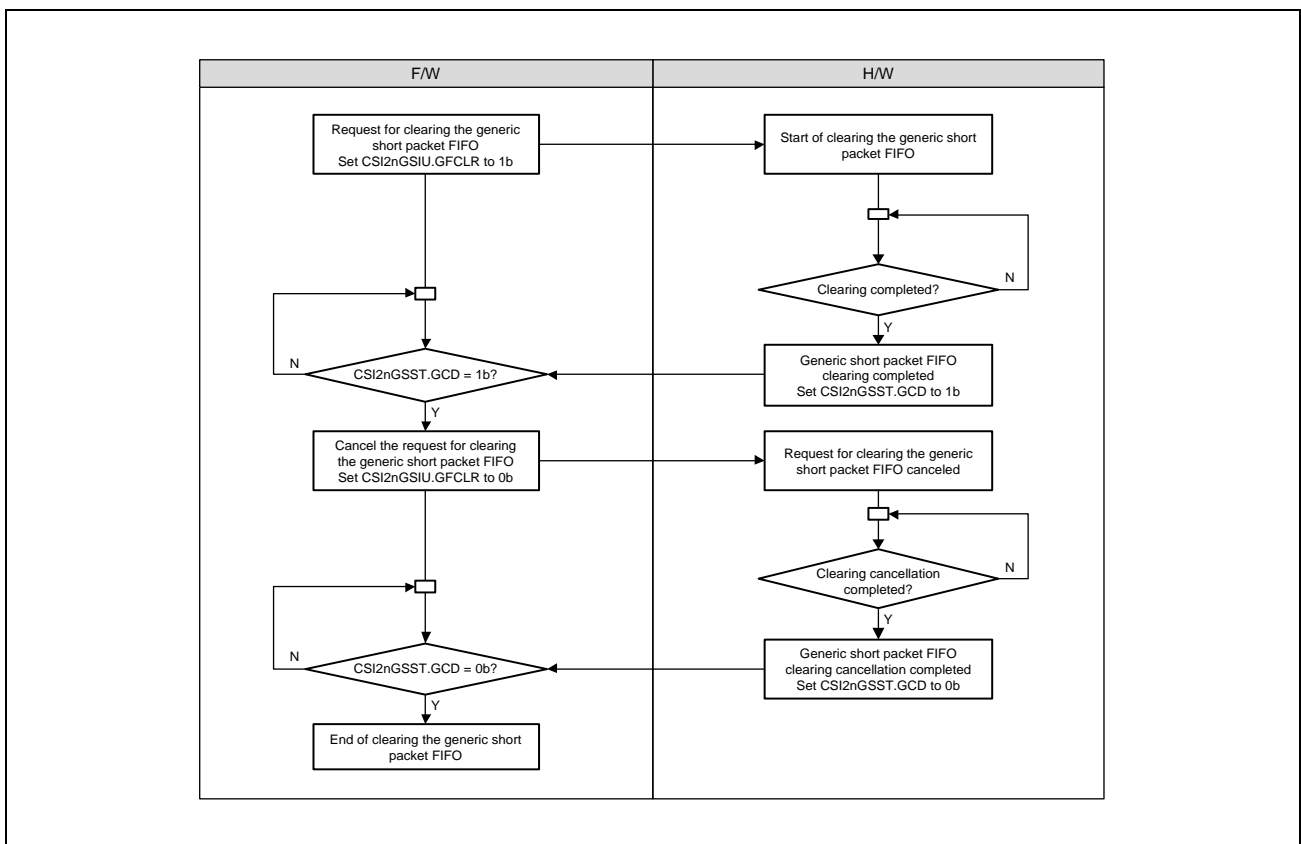 F/W
H/W
Request for clearing the generic
short packet FIFO
Set CSI2nGSIU.GFCLR to 1b
Start of clearing the generic short
packet FIFO
Clearing completed?
N
Y
Generic short packet FIFO
clearing completed
Set CSI2nGSST.GCD to 1b
CSI2nGSST.GCD = 1b?
N
Y
Cancel the request for clearing
the generic short packet FIFO
Set CSI2nGSIU.GFCLR to 0b
Request for clearing the generic
short packet FIFO canceled
Clearing cancellation
completed?
N
Y
Generic short packet FIFO
clearing cancellation completed
Set CSI2nGSST.GCD to 0b
CSI2nGSST.GCD = 0b?
N
Y
End of clearing the generic short
packet FIFO